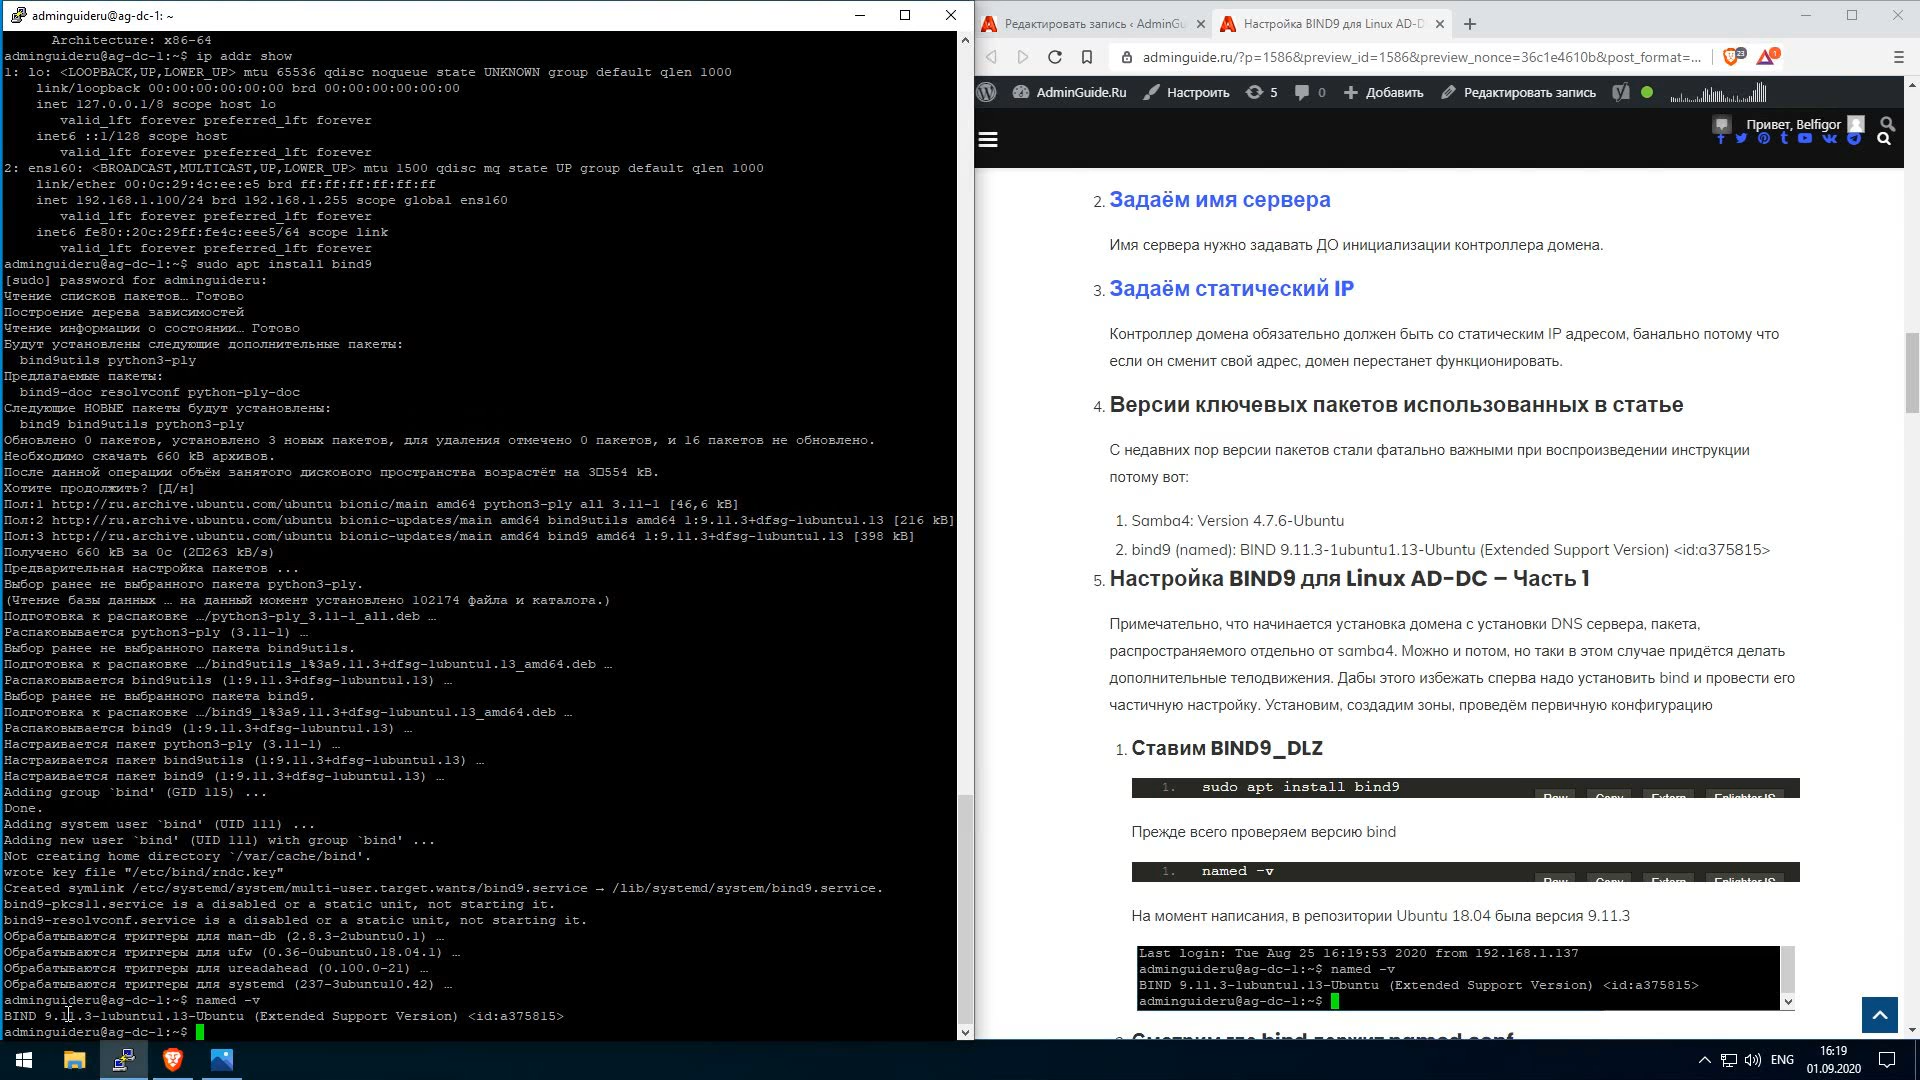 adminguideru@ag-dc-1: ~
Architecture: x86-64
adminguideru@ag-dc-1:~$ ip addr show
1: lo: <LOOPBACK,UP,LOWER_UP> mtu 65536 qdisc noqueue state UNKNOWN group default qlen 1000
link/loopback 00:00:00:00:00:00 brd 00:00:00:00:00:00
inet 127.0.0.1/8 scope host lo
valid_lft forever preferred_lft forever
inet6 ::1/128 scope host
valid_lft forever preferred_lft forever
2: ens160: <BROADCAST,MULTICAST,UP,LOWER_UP> mtu 1500 qdisc mq state UP group default qlen 1000
link/ether 00:0c:29:4c:ee:e5 brd ff:ff:ff:ff:ff:ff
inet 192.168.1.100/24 brd 192.168.1.255 scope global ens160
valid_lft forever preferred_lft forever
inet6 fe80::20c:29ff:fe4c:eee5/64 scope link
valid_lft forever preferred_lft forever
adminguideru@ag-dc-1:~$ sudo apt install bind9
[sudo] password for adminguideru:
Чтение списков пакетов… Готово
Построение дерева зависимостей
Чтение информации о состоянии… Готово
Будут установлены следующие дополнительные пакеты:
bind9utils python3-ply
Предлагаемые пакеты:
bind9-doc resolvconf python-ply-doc
Следующие НОВЫЕ пакеты будут установлены:
bind9 bind9utils python3-ply
Обновлено 0 пакетов, установлено 3 новых пакетов, для удаления отмечено 0 пакетов, и 16 пакетов не обновлено.
Необходимо скачать 660 kB архивов.
После данной операции объём занятого дискового пространства возрастёт на 3□554 kB.
Хотите продолжить? [Д/н]
Пол:1 http://ru.archive.ubuntu.com/ubuntu bionic/main amd64 python3-ply all 3.11-1 [46,6 kB]
Пол:2 http://ru.archive.ubuntu.com/ubuntu bionic-updates/main amd64 bind9utils amd64 1:9.11.3+dfsg-1ubuntu1.13 [216 kB]
Пол:3 http://ru.archive.ubuntu.com/ubuntu bionic-updates/main amd64 bind9 amd64 1:9.11.3+dfsg-1ubuntu1.13 [398 kB]
Получено 660 kB за 0с (2□263 kB/s)
Предварительная настройка пакетов ...
Выбор ранее не выбранного пакета python3-ply.
(Чтение базы данных … на данный момент установлено 102174 файла и каталога.)
Подготовка к распаковке …/python3-ply_3.11-1_all.deb …
Распаковывается python3-ply (3.11-1) …
Выбор ранее не выбранного пакета bind9utils.
Подготовка к распаковке …/bind9utils_1%3a9.11.3+dfsg-1ubuntu1.13_amd64.deb …
Распаковывается bind9utils (1:9.11.3+dfsg-1ubuntu1.13) …
Выбор ранее не выбранного пакета bind9.
Подготовка к распаковке …/bind9_1%3a9.11.3+dfsg-1ubuntu1.13_amd64.deb …
Распаковывается bind9 (1:9.11.3+dfsg-1ubuntu1.13) …
Настраивается пакет python3-ply (3.11-1) …
Настраивается пакет bind9utils (1:9.11.3+dfsg-1ubuntu1.13) …
Настраивается пакет bind9 (1:9.11.3+dfsg-1ubuntu1.13) …
Adding group `bind' (GID 115) ...
Done.
Adding system user `bind' (UID 111) ...
Adding new user `bind' (UID 111) with group `bind' ...
Not creating home directory `/var/cache/bind'.
wrote key file "/etc/bind/rndc.key"
Created symlink /etc/systemd/system/multi-user.target.wants/bind9.service → /lib/systemd/system/bind9.service.
bind9-pkcs11.service is a disabled or a static unit, not starting it.
bind9-resolvconf.service is a disabled or a static unit, not starting it.
Обрабатываются триггеры для man-db (2.8.3-2ubuntu0.1) …
Обрабатываются триггеры для ufw (0.36-0ubuntu0.18.04.1) …
Обрабатываются триггеры для ureadahead (0.100.0-21) …
Обрабатываются триггеры для systemd (237-3ubuntu10.42) …
adminguideru@ag-dc-1:~$ named -v
BIND 9.11.3-1ubuntu1.13-Ubuntu (Extended Support Version) <id:a375815>
adminguideru@ag-dc-1:~$
Редактировать запись ‹ AdminGu
Настройка BIND9 для Linux AD-D
adminguide.ru/?p=1586&preview_id=1586&preview_nonce=36c1e4610b&post_format=...
23
1
AdminGuide.Ru Настроить 5 0 Добавить Редактировать запись
Привет, Belfigor
2. Задаём имя сервера
Имя сервера нужно задавать ДО инициализации контроллера домена.
3. Задаём статический IP
Контроллер домена обязательно должен быть со статическим IP адресом, банально потому что
если он сменит свой адрес, домен перестанет функционировать.
4. Версии ключевых пакетов использованных в статье
С недавних пор версии пакетов стали фатально важными при воспроизведении инструкции
потому вот:
1. Samba4: Version 4.7.6-Ubuntu
2. bind9 (named): BIND 9.11.3-1ubuntu1.13-Ubuntu (Extended Support Version) <id:a375815>
5. Настройка BIND9 для Linux AD-DC – Часть 1
Примечательно, что начинается установка домена с установки DNS сервера, пакета,
распространяемого отдельно от samba4. Можно и потом, но таки в этом случае придётся делать
дополнительные телодвижения. Дабы этого избежать сперва надо установить bind и провести его
частичную настройку. Установим, создадим зоны, проведём первичную конфигурацию
1. Ставим BIND9_DLZ
1. sudo apt install bind9
Raw Copy Extern EnlighterJS
Прежде всего проверяем версию bind
1. named -v
Raw Copy Extern EnlighterJS
На момент написания, в репозитории Ubuntu 18.04 была версия 9.11.3
Last login: Tue Aug 25 16:19:53 2020 from 192.168.1.137
adminguideru@ag-dc-1:~$ named -v
BIND 9.11.3-1ubuntu1.13-Ubuntu (Extended Support Version) <id:a375815>
adminguideru@ag-dc-1:~$
2. Смотрим где bind держит named.conf
ENG
16:19
01.09.2020